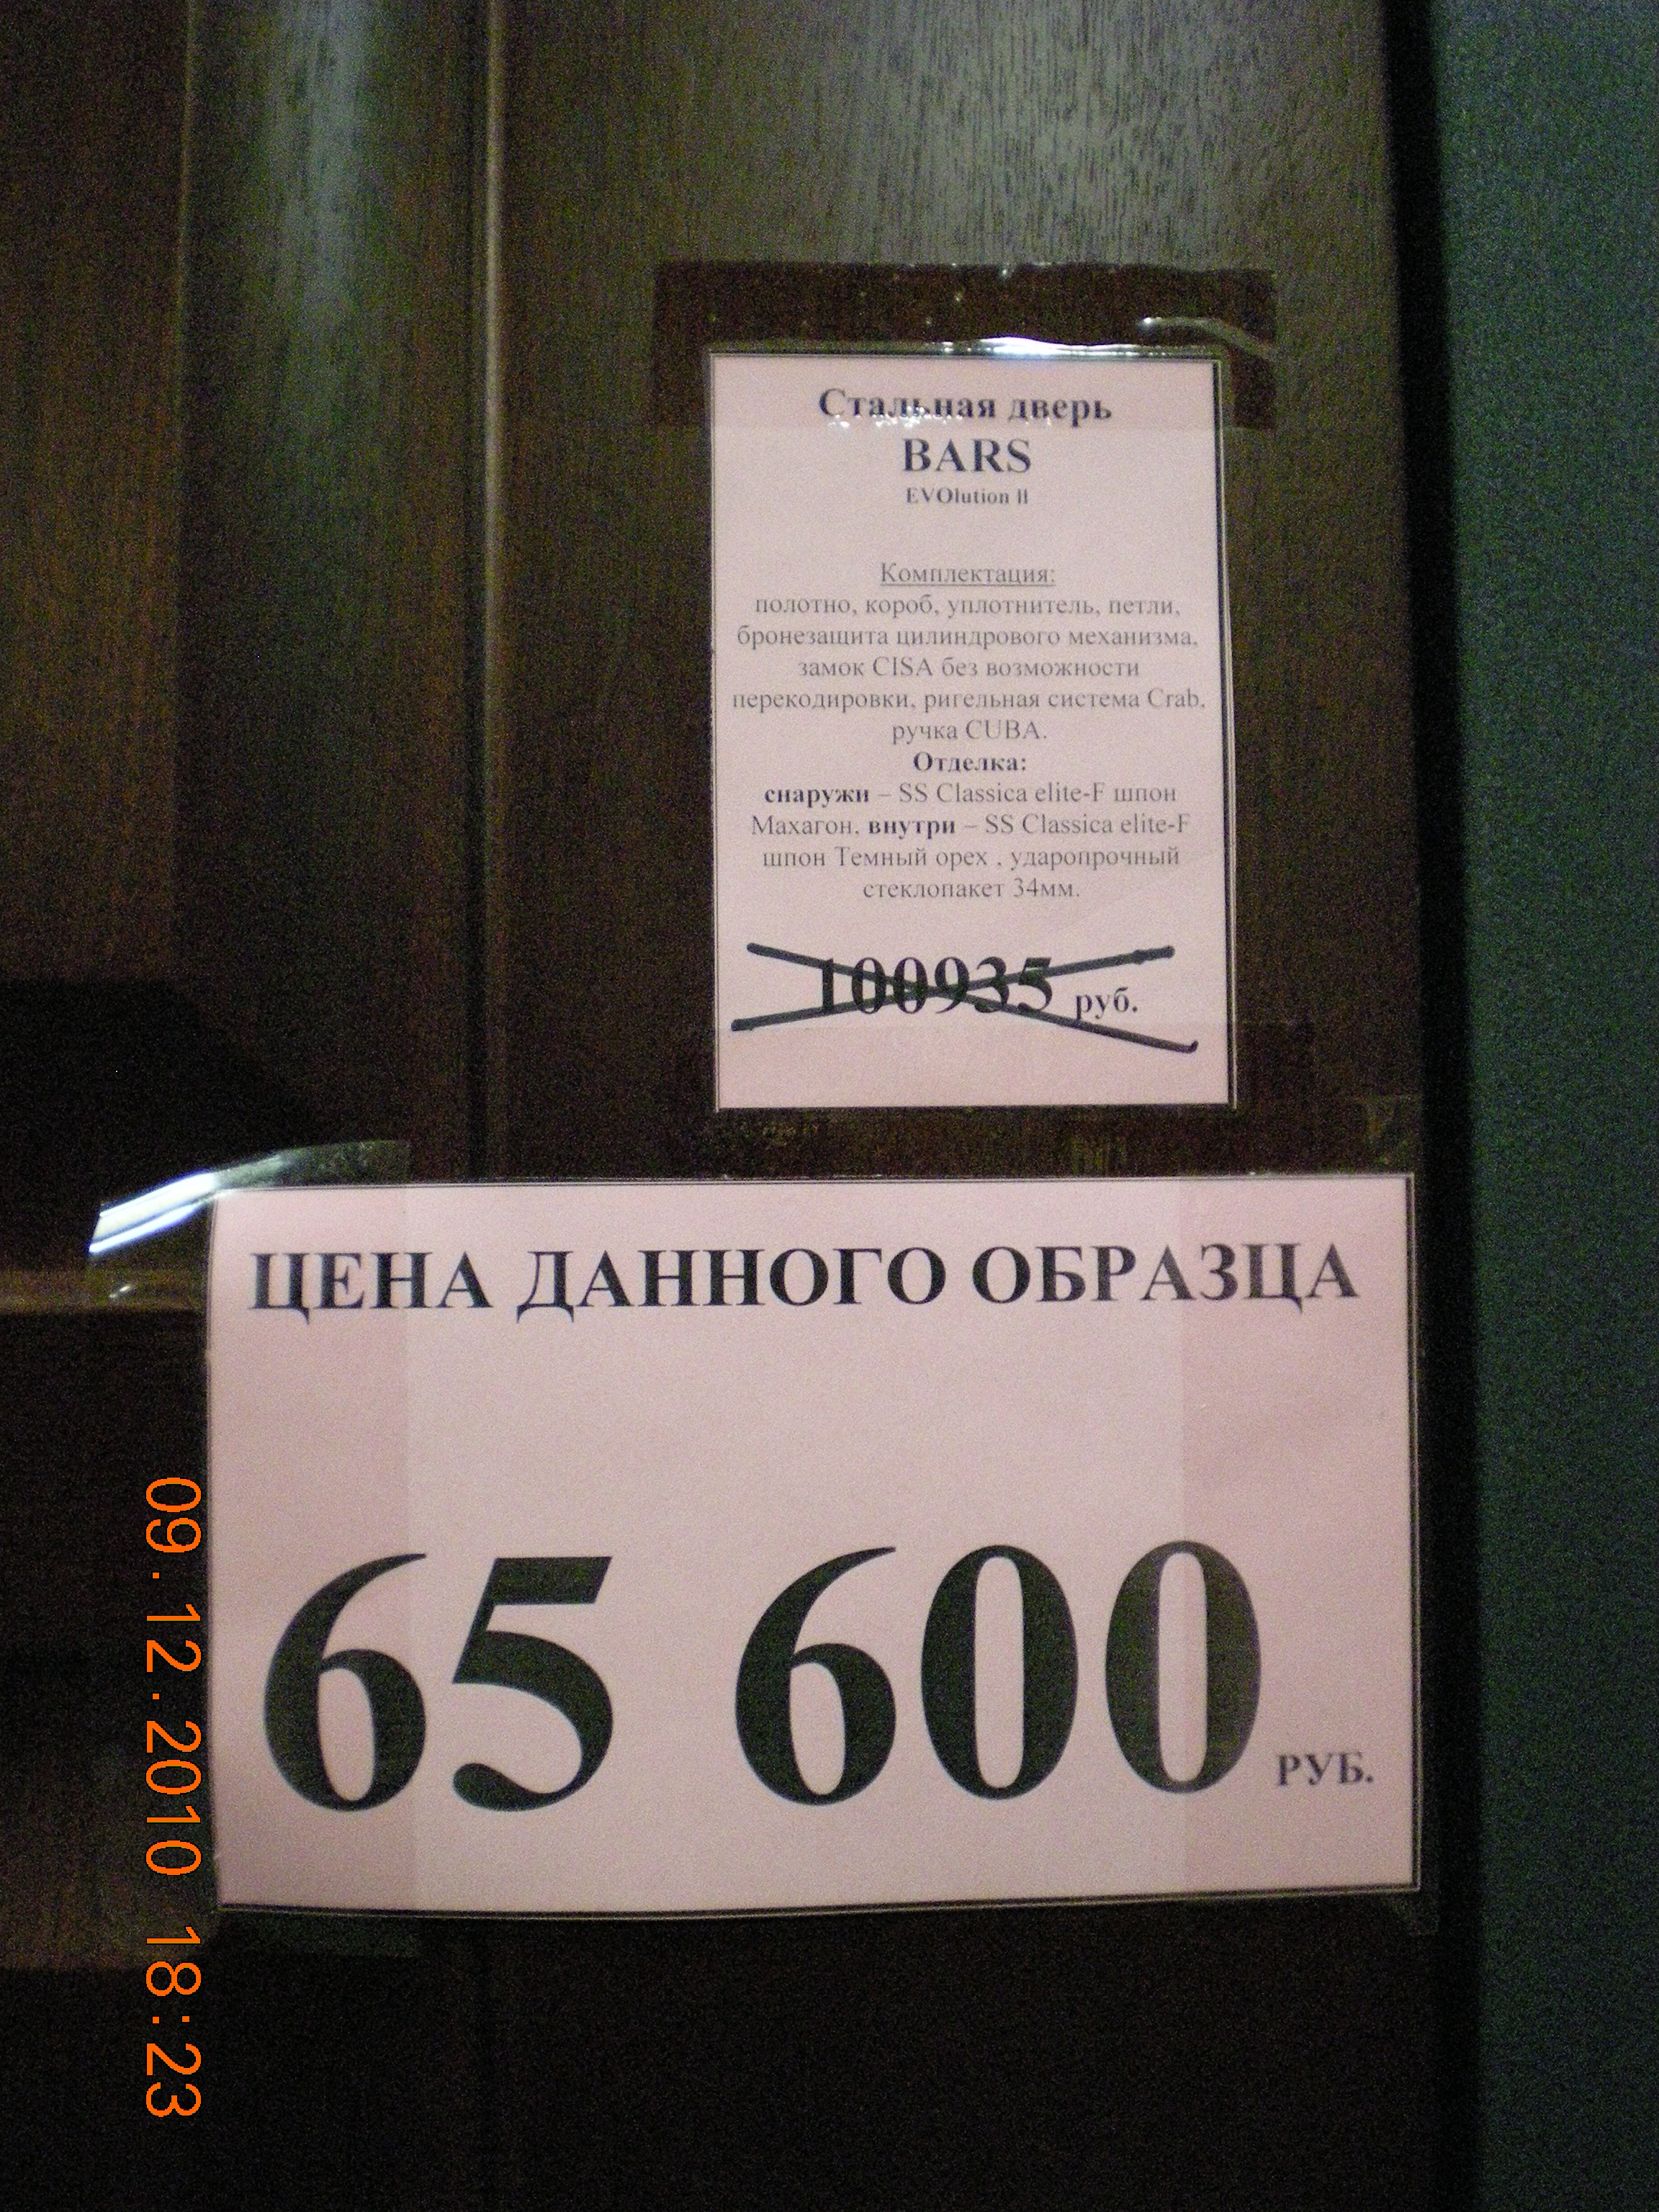 Стальная дверь
BARS
EVOlution II
Комплектация:
полотно, короб, уплотнитель, петли,
бронезащита цилиндрового механизма,
замок CISA без возможности
перекодировки, ригельная система Crab,
ручка CUBA.
Отделка:
снаружи – SS Classica elite-F шпон
Махагон, внутри – SS Classica elite-F
шпон Темный орех , ударопрочный
стеклопакет 34мм.
100935 руб.
ЦЕНА ДАННОГО ОБРАЗЦА
65 600 РУБ.
09.12.2010 18:23